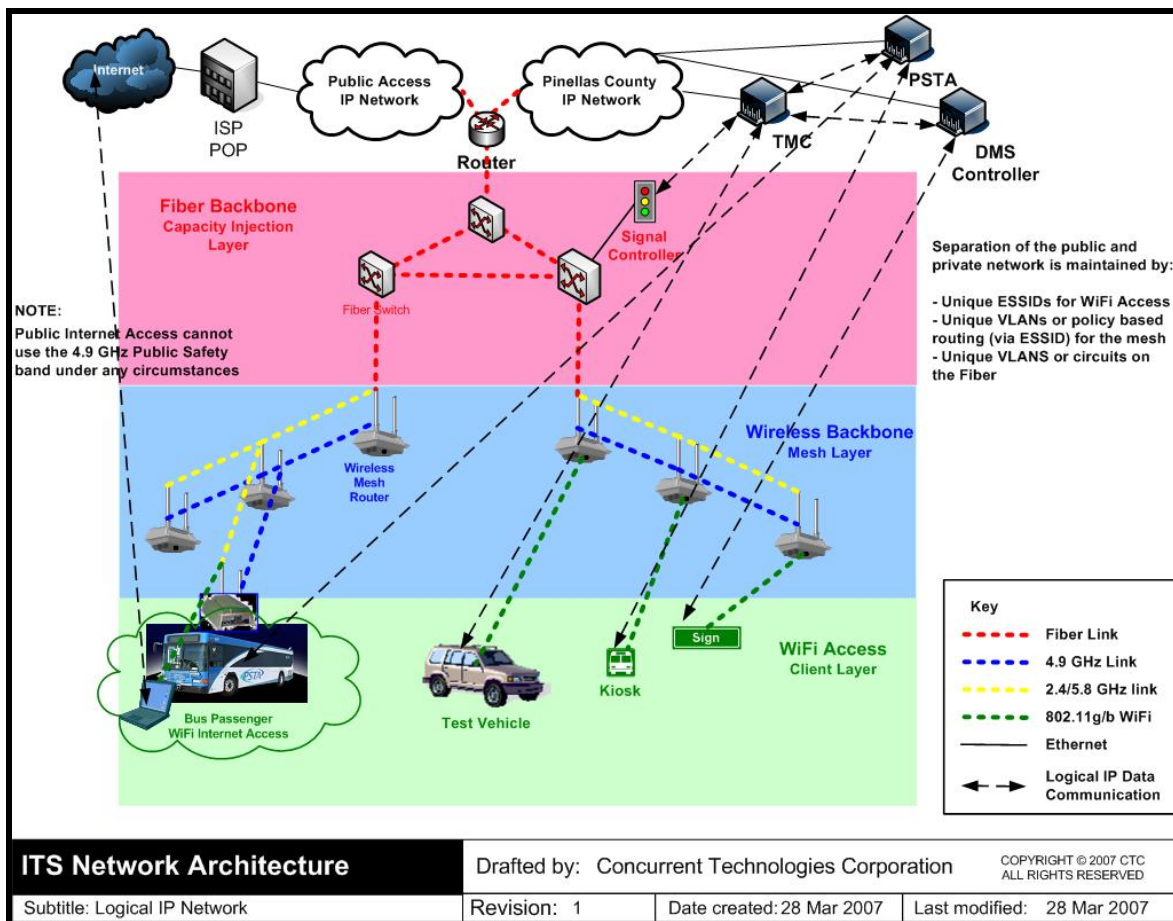 Internet
ISP
POP
Public Access
IP Network
Pinellas County
IP Network
Router
PSTA
TMC
DMS
Controller
Fiber Backbone
Capacity Injection
Layer
Signal
Controller
Fiber Switch
NOTE:
Public Internet Access cannot
use the 4.9 GHz Public Safety
band under any circumstances
Separation of the public and
private network is maintained by:
- Unique ESSIDs for WiFi Access
- Unique VLANs or policy based
routing (via ESSID) for the mesh
- Unique VLANS or circuits on
the Fiber
Wireless Backbone
Mesh Layer
Wireless
Mesh
Router
WiFi Access
Client Layer
PSTA
Bus Passenger
WiFi Internet Access
Test Vehicle
Kiosk
Sign
Key
Fiber Link
4.9 GHz Link
2.4/5.8 GHz link
802.11g/b WiFi
Ethernet
Logical IP Data
Communication
ITS Network Architecture
Drafted by: Concurrent Technologies Corporation
COPYRIGHT © 2007 CTC
ALL RIGHTS RESERVED
Subtitle: Logical IP Network
Revision: 1
Date created: 28 Mar 2007
Last modified: 28 Mar 2007